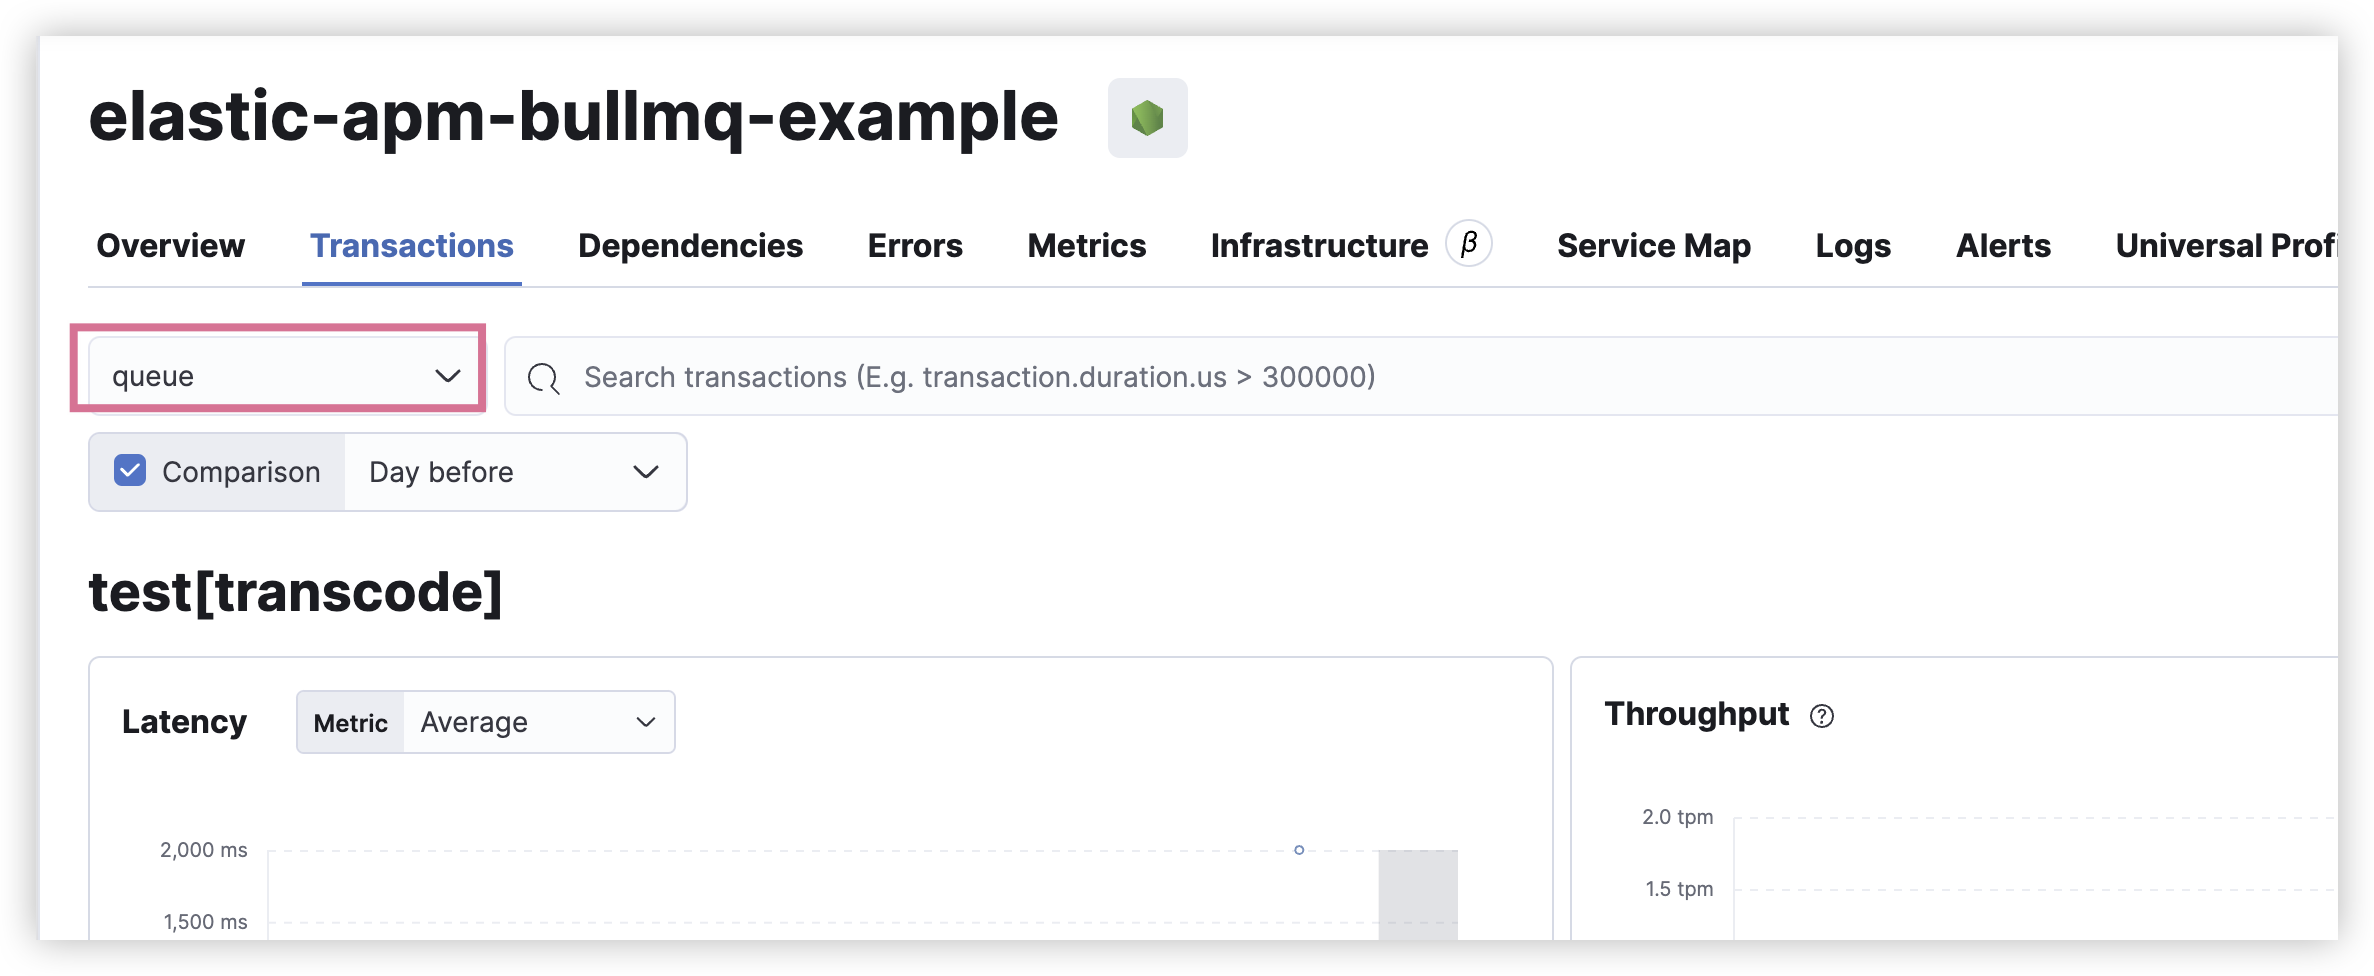 elastic-apm-bullmq-example
Overview Transactions Dependencies Errors Metrics Infrastructure β Service Map Logs Alerts Universal Profi
queue Search transactions (E.g. transaction.duration.us > 300000)
Comparison Day before
test[transcode]
Latency Metric Average
Throughput ?
2,000 ms
1,500 ms
2.0 tpm
1.5 tpm